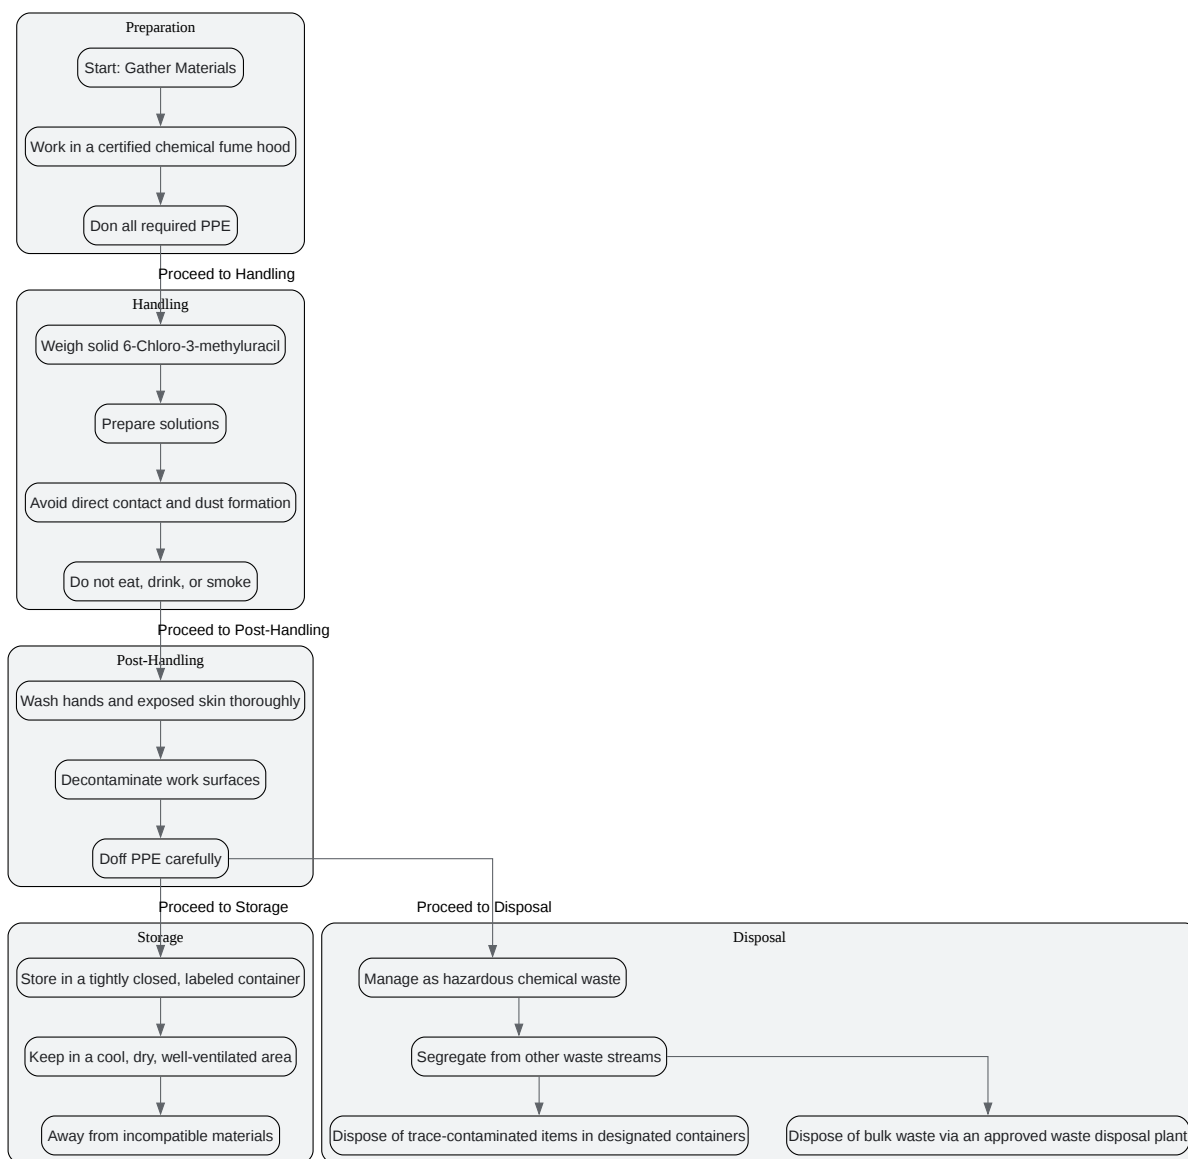 Preparation
Start: Gather Materials
Work in a certified chemical fume hood
Don all required PPE
Proceed to Handling
Handling
Weigh solid 6-Chloro-3-methyluracil
Prepare solutions
Avoid direct contact and dust formation
Do not eat, drink, or smoke
Proceed to Post-Handling
Post-Handling
Wash hands and exposed skin thoroughly
Decontaminate work surfaces
Doff PPE carefully
Proceed to Storage
Storage
Store in a tightly closed, labeled container
Keep in a cool, dry, well-ventilated area
Away from incompatible materials
Proceed to Disposal
Disposal
Manage as hazardous chemical waste
Segregate from other waste streams
Dispose of trace-contaminated items in designated containers
Dispose of bulk waste via an approved waste disposal plant